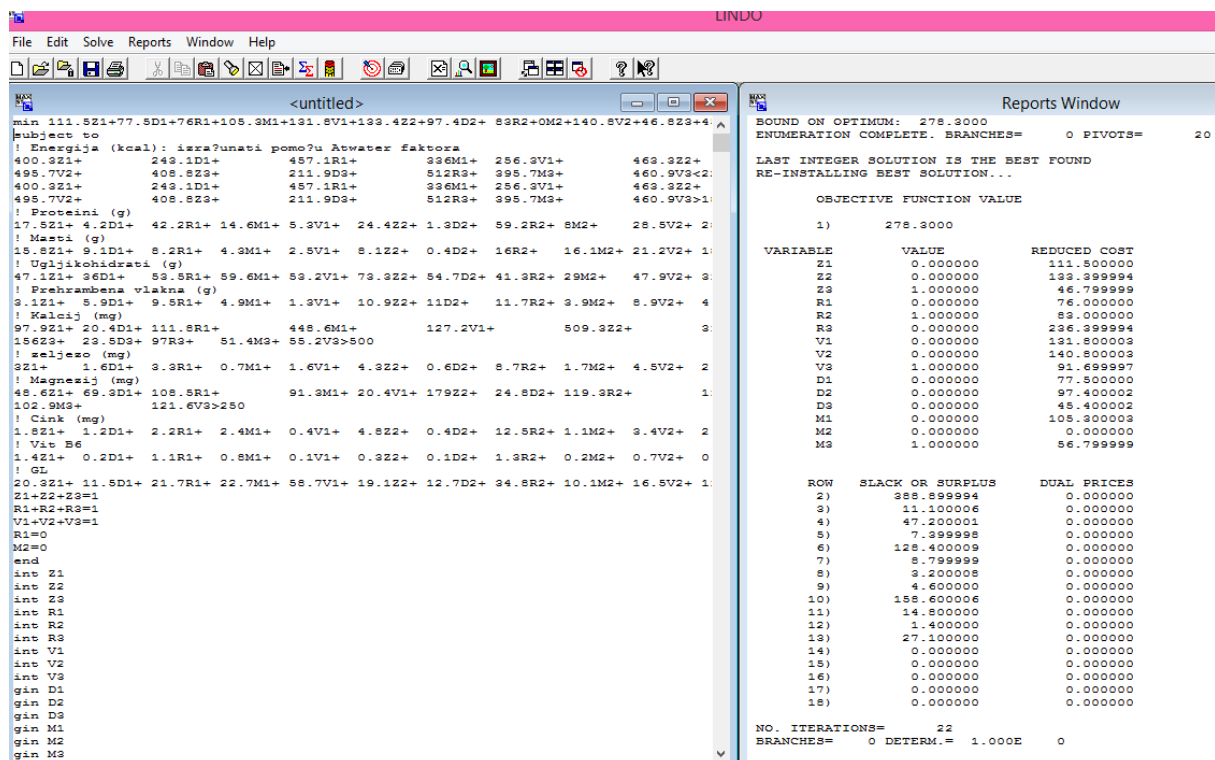 LINDO
File Edit Solve Reports Window Help
<untitled>
min 111.5Z1+77.5D1+76R1+105.3M1+131.8V1+133.4Z2+97.4D2+ 83R2+0M2+140.8V2+46.8Z3+4
subject to
! Energija (kcal): izra?unati pomo?u Atwater faktora
400.3Z1+ 243.1D1+ 457.1R1+ 336M1+ 256.3V1+ 463.3Z2+
495.7V2+ 408.8Z3+ 211.9D3+ 512R3+ 395.7M3+ 460.9V3<2
400.3Z1+ 243.1D1+ 457.1R1+ 336M1+ 256.3V1+ 463.3Z2+
495.7V2+ 408.8Z3+ 211.9D3+ 512R3+ 395.7M3+ 460.9V3>1
! Proteini (g)
17.5Z1+ 4.2D1+ 42.2R1+ 14.6M1+ 5.3V1+ 24.4Z2+ 1.3D2+ 59.2R2+ 8M2+ 28.5V2+ 2
! Masti (g)
15.8Z1+ 9.1D1+ 8.2R1+ 4.3M1+ 2.5V1+ 8.1Z2+ 0.4D2+ 16R2+ 16.1M2+ 21.2V2+ 1
! Ugljikohidrati (g)
47.1Z1+ 36D1+ 53.5R1+ 59.6M1+ 53.2V1+ 73.3Z2+ 54.7D2+ 41.3R2+ 29M2+ 47.9V2+ 3
! Prehrambena vlakna (g)
3.1Z1+ 5.9D1+ 9.5R1+ 4.9M1+ 1.3V1+ 10.9Z2+ 11D2+ 11.7R2+ 3.9M2+ 8.9V2+ 4
! Kalcij (mg)
97.9Z1+ 20.4D1+ 111.8R1+ 448.6M1+ 127.2V1+ 509.3Z2+ 3
156Z3+ 23.5D3+ 97R3+ 51.4M3+ 55.2V3>500
! zeljezo (mg)
3Z1+ 1.6D1+ 3.3R1+ 0.7M1+ 1.6V1+ 4.3Z2+ 0.6D2+ 8.7R2+ 1.7M2+ 4.5V2+ 2
! Magnezij (mg)
48.6Z1+ 69.3D1+ 108.5R1+ 91.3M1+ 20.4V1+ 179Z2+ 24.8D2+ 119.3R2+ 1
102.9M3+ 121.6V3>250
! Cink (mg)
1.8Z1+ 1.2D1+ 2.2R1+ 2.4M1+ 0.4V1+ 4.8Z2+ 0.4D2+ 12.5R2+ 1.1M2+ 3.4V2+ 2
! Vit B6
1.4Z1+ 0.2D1+ 1.1R1+ 0.8M1+ 0.1V1+ 0.3Z2+ 0.1D2+ 1.3R2+ 0.2M2+ 0.7V2+ 0
! GL
20.3Z1+ 11.5D1+ 21.7R1+ 22.7M1+ 58.7V1+ 19.1Z2+ 12.7D2+ 34.8R2+ 10.1M2+ 16.5V2+ 1
Z1+Z2+Z3=1
R1+R2+R3=1
V1+V2+V3=1
R1=0
M2=0
end
int Z1
int Z2
int Z3
int R1
int R2
int R3
int V1
int V2
int V3
gin D1
gin D2
gin D3
gin M1
gin M2
gin M3
Reports Window
BOUND ON OPTIMUM: 278.3000
ENUMERATION COMPLETE. BRANCHES= 0 PIVOTS= 20
LAST INTEGER SOLUTION IS THE BEST FOUND
RE-INSTALLING BEST SOLUTION...
OBJECTIVE FUNCTION VALUE
1) 278.3000
VARIABLE VALUE REDUCED COST
Z1 0.000000 111.500000
Z2 0.000000 133.399994
Z3 1.000000 46.799999
R1 0.000000 76.000000
R2 1.000000 83.000000
R3 0.000000 236.399994
V1 0.000000 131.800003
V2 0.000000 140.800003
V3 1.000000 91.699997
D1 0.000000 77.500000
D2 0.000000 97.400002
D3 0.000000 45.400002
M1 0.000000 105.300003
M2 0.000000 0.000000
M3 1.000000 56.799999
ROW SLACK OR SURPLUS DUAL PRICES
2) 388.899994 0.000000
3) 11.100006 0.000000
4) 47.200001 0.000000
5) 7.399998 0.000000
6) 128.400009 0.000000
7) 8.799999 0.000000
8) 3.200008 0.000000
9) 4.600000 0.000000
10) 158.600006 0.000000
11) 14.800000 0.000000
12) 1.400000 0.000000
13) 27.100000 0.000000
14) 0.000000 0.000000
15) 0.000000 0.000000
16) 0.000000 0.000000
17) 0.000000 0.000000
18) 0.000000 0.000000
NO. ITERATIONS= 22
BRANCHES= 0 DETERM.= 1.000E 0